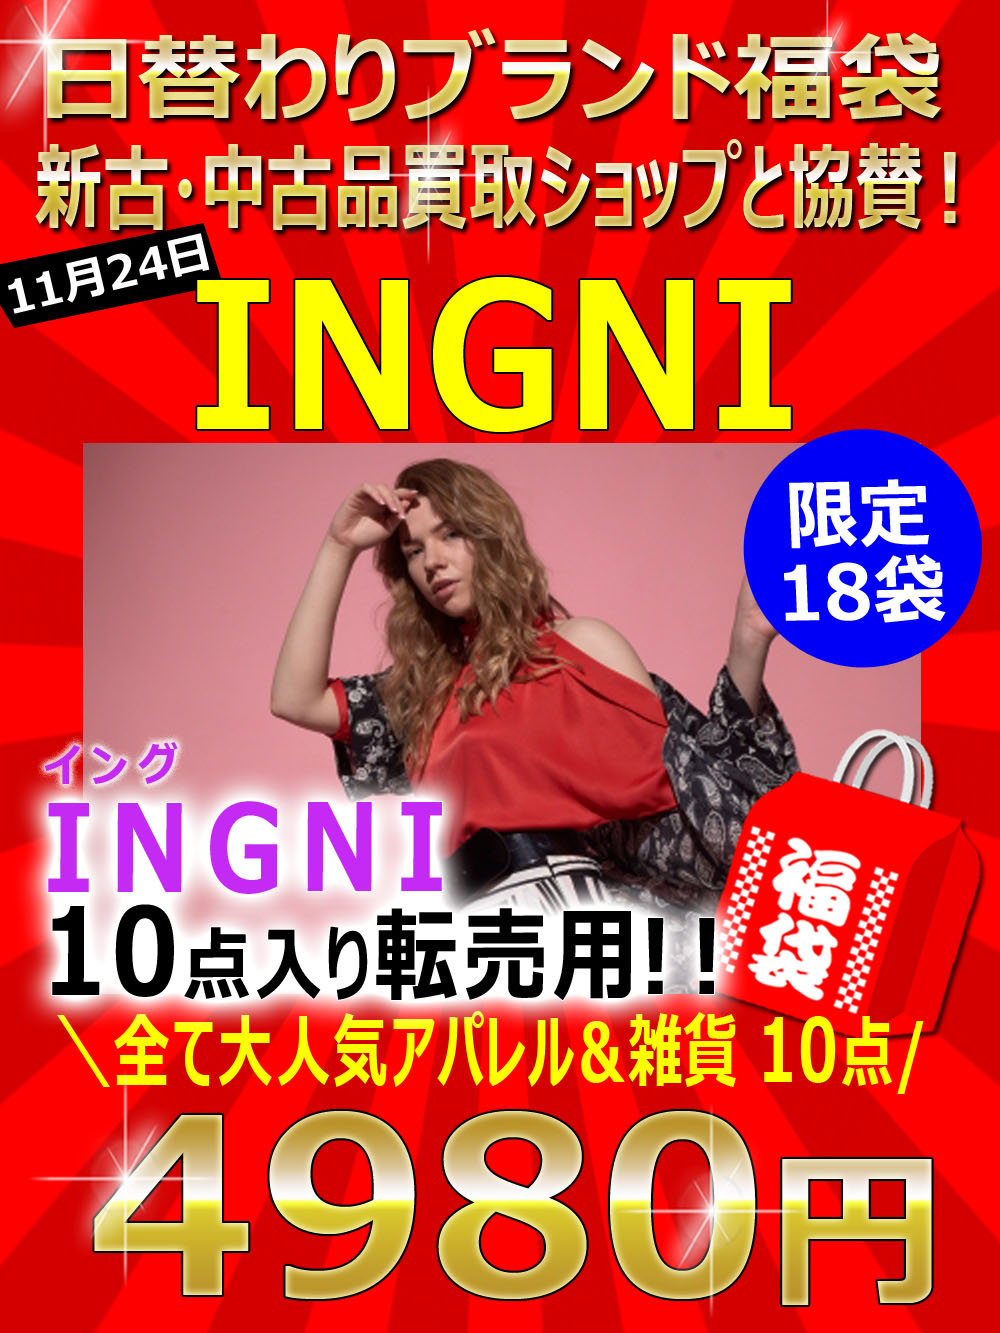 日替わりブランド福袋
新古・中古品買取ショップと協賛！
11月24日
INGNI
限定
18袋
イング
INGNI
10点入り転売用!!
福袋
\全て大人気アパレル&雑貨 10点/
4980円